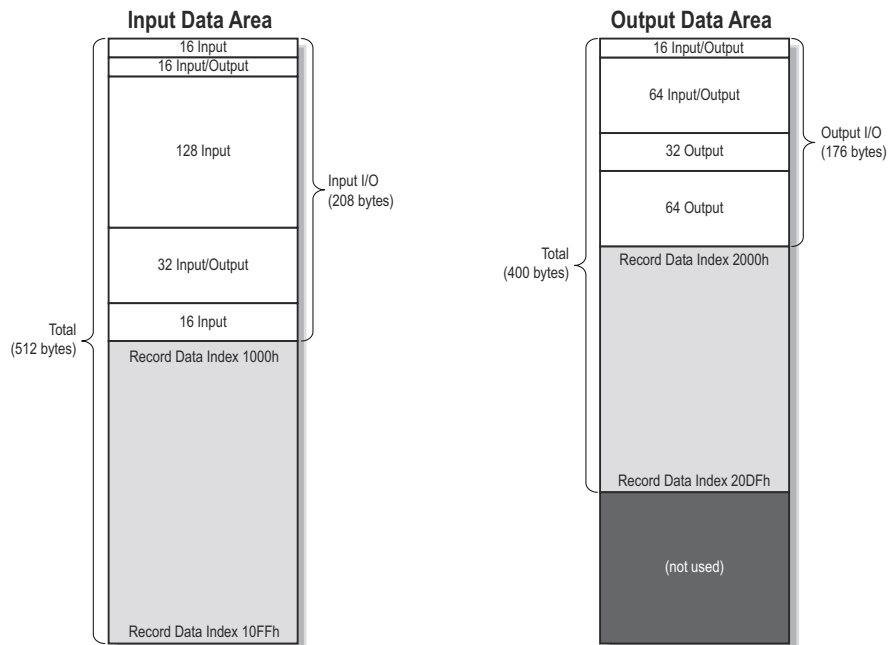 Input Data Area
16 Input
16 Input/Output
128 Input
32 Input/Output
16 Input
Input I/O
(208 bytes)
Total
(512 bytes)
Record Data Index 1000h
Record Data Index 10FFh
Output Data Area
16 Input/Output
64 Input/Output
32 Output
64 Output
Output I/O
(176 bytes)
Total
(400 bytes)
Record Data Index 2000h
Record Data Index 20DFh
(not used)